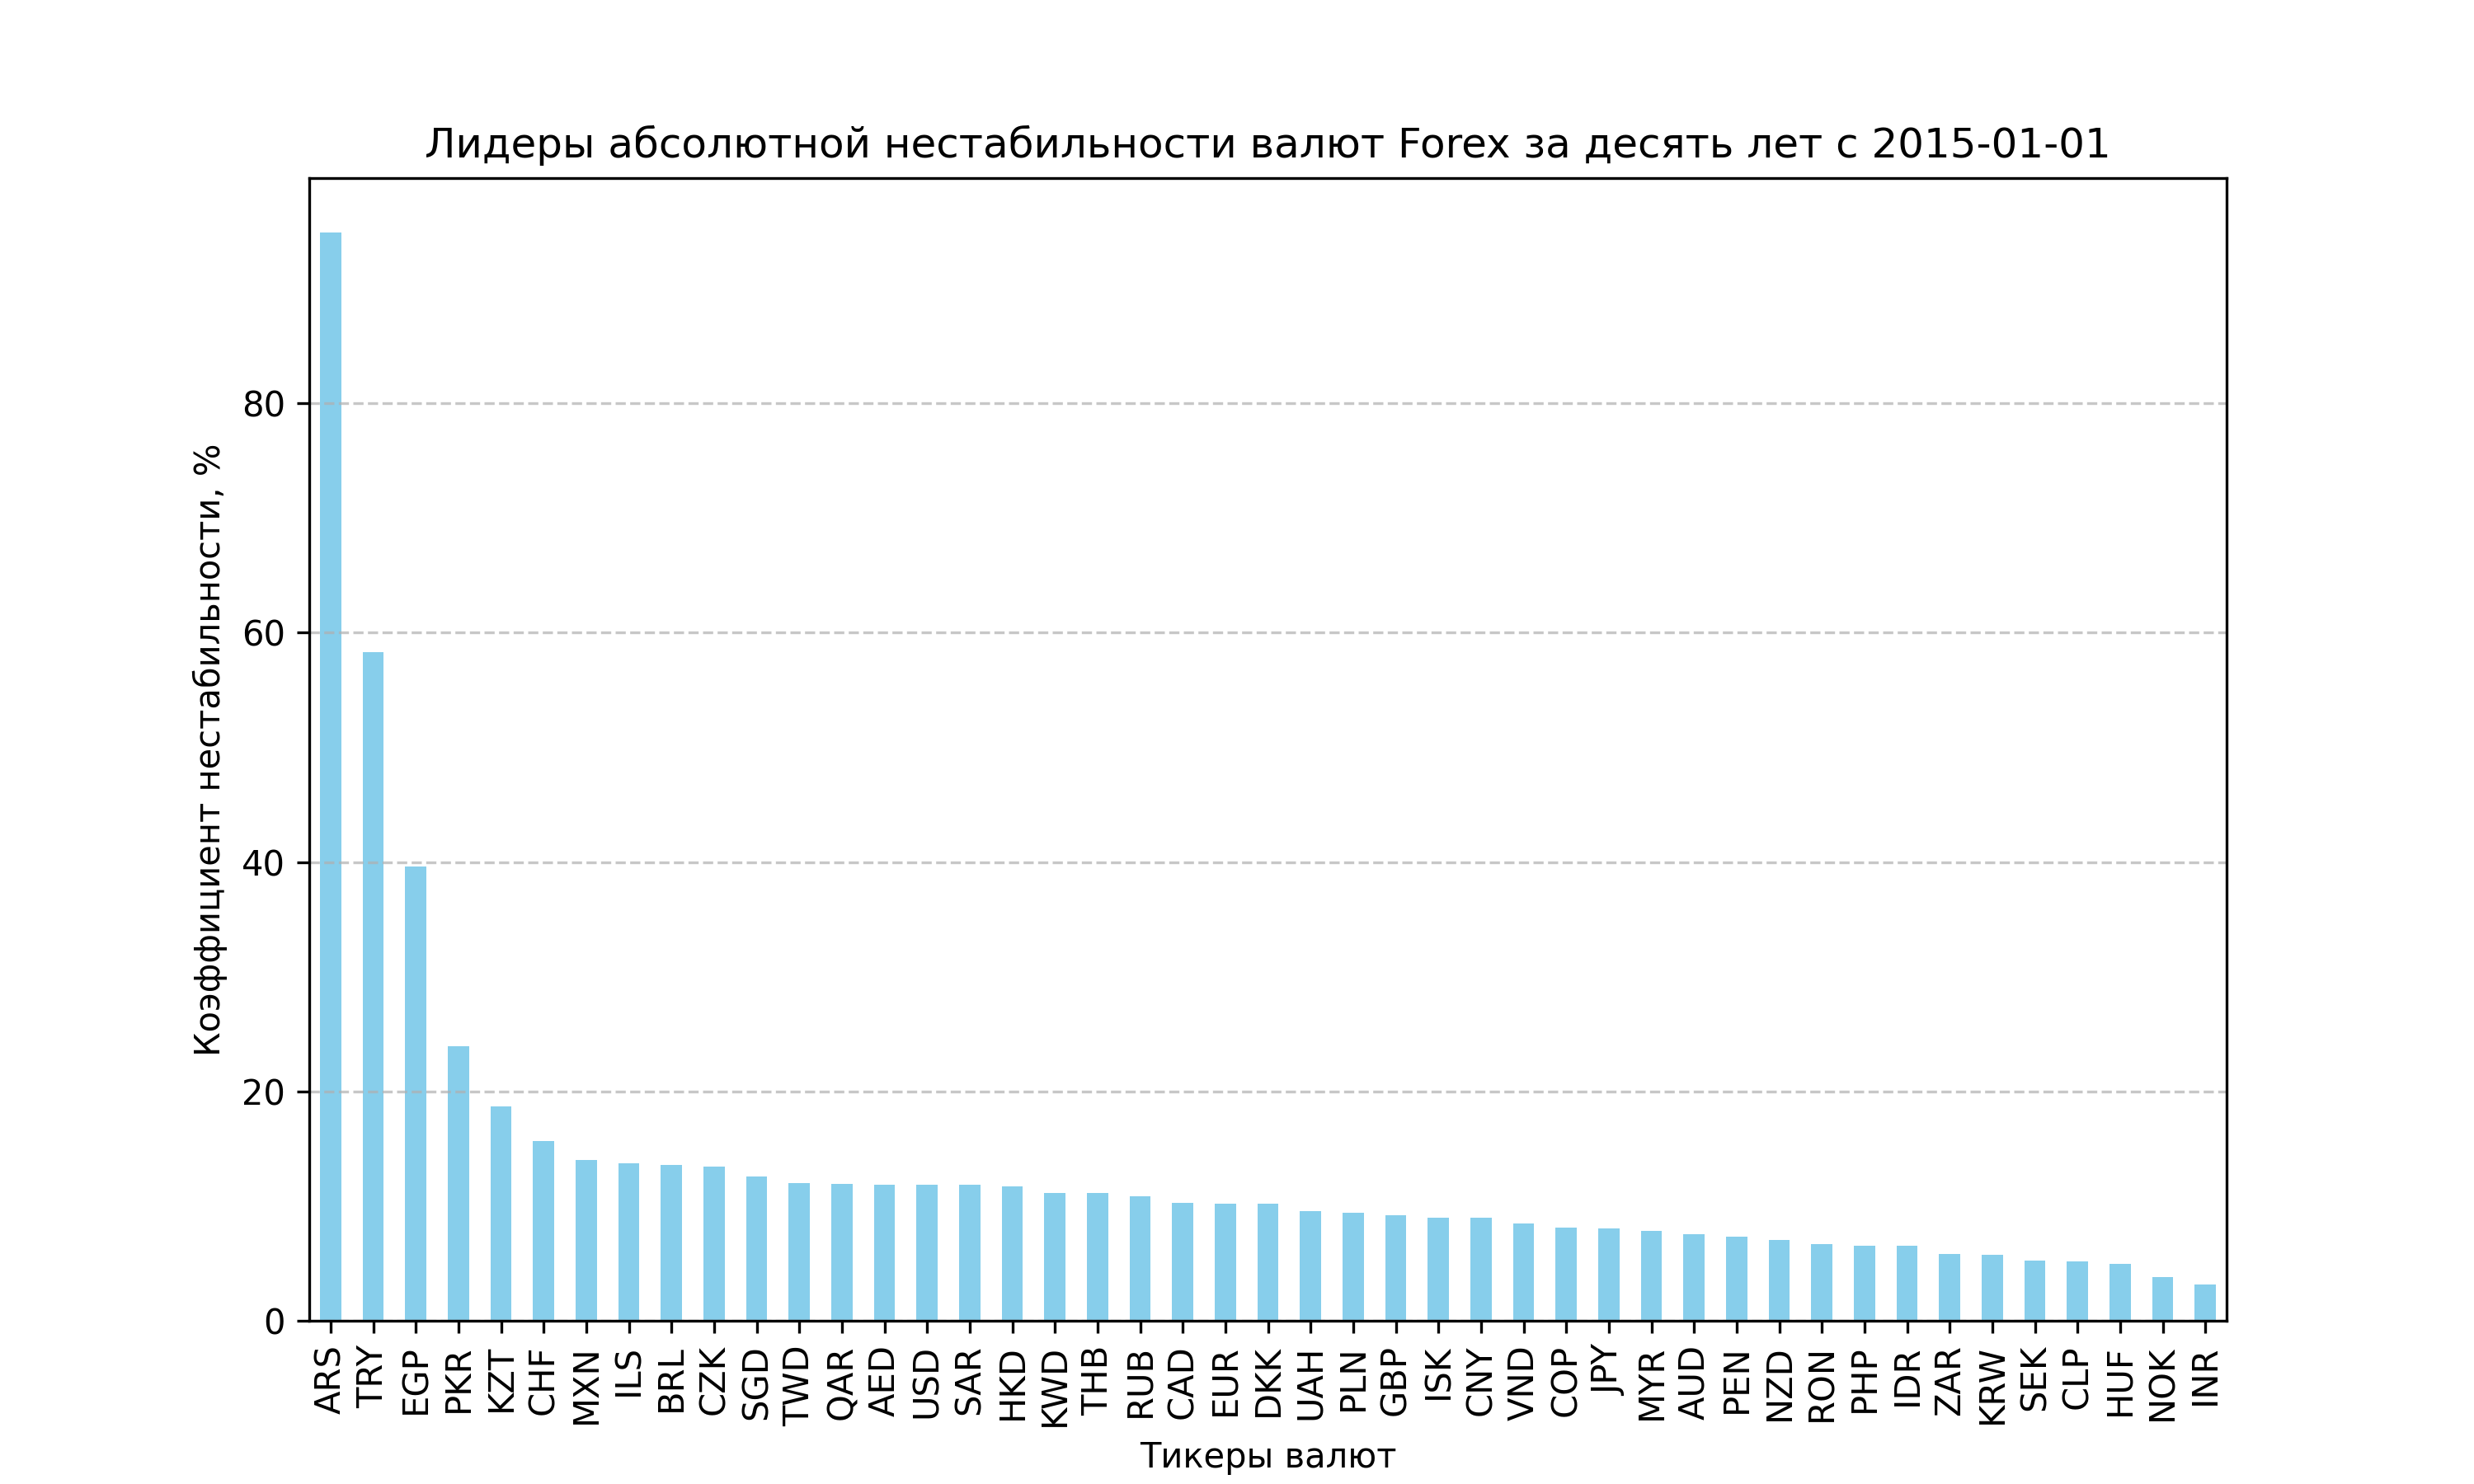 Лидеры абсолютной нестабильности валют Forex за десять лет с 2015-01-01
Коэффициент нестабильности, %
80
60
40
20
0
ARS TRY EGP PKR KZT CHF MXN ILS BRL CZK SGD TWD QAR AED USD SAR HKD KWD THB RUB CAD EUR DKK UAH PLN GBP ISK CNY VND COP JPY MYR AUD PEN NZD RON PHP IDR ZAR KRW SEK CLP HUF NOK INR
Тикеры валют